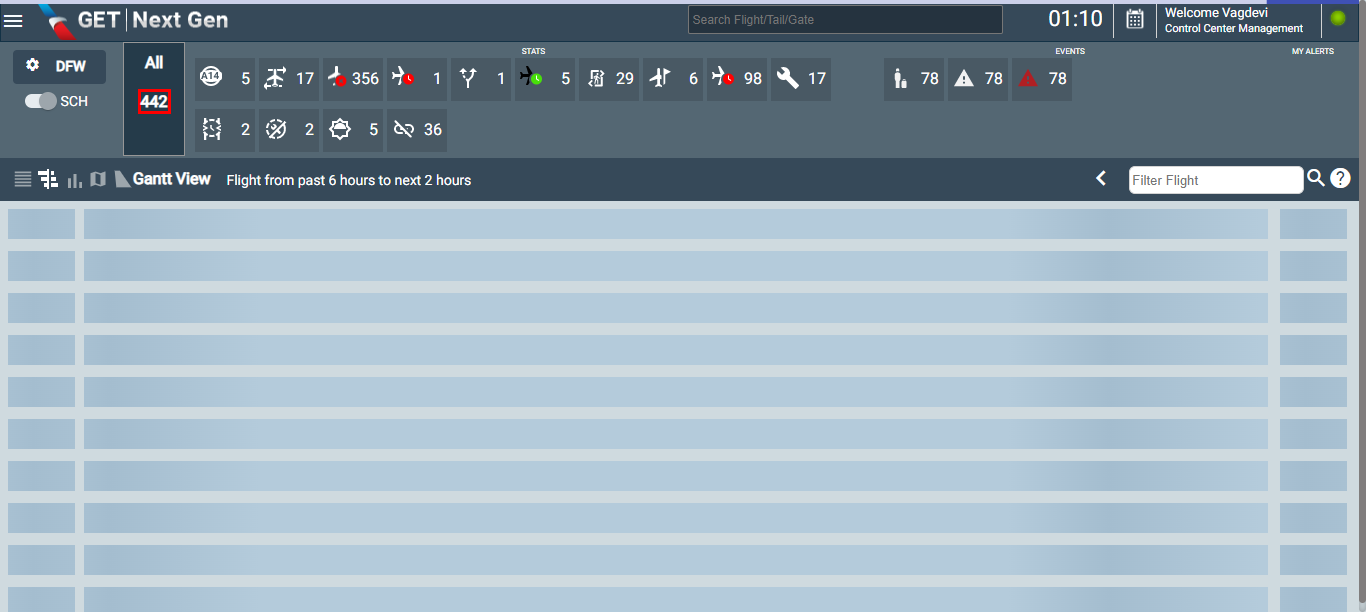 GET | Next Gen
Search Flight/Tail/Gate
01:10
Welcome Vagdevi
Control Center Management
DFW
SCH
All
442
STATS
A14 5
17
356
1
1
5
29
6
98
17
2
2
5
36
EVENTS
78
78
78
MY ALERTS
Gantt View
Flight from past 6 hours to next 2 hours
Filter Flight
?